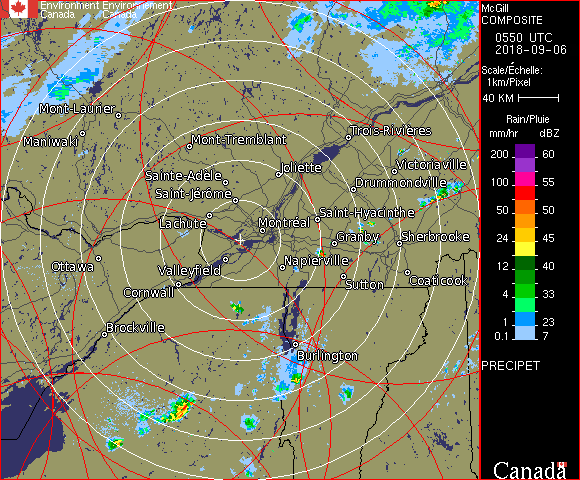 Environment Environnement
Canada Canada
McGill
COMPOSITE
0550 UTC
2018-09-06
Scale/Échelle:
1km/Pixel
40 KM
Rain/Pluie
mm/hr dBZ
200 60
100 55
50 50
24 45
12 40
4 33
1 23
0.1 7
PRECIPET
Canada
Mont-Laurier
Maniwaki
Mont-Tremblant
Trois-Rivières
Joliette
Victoriaville
Sainte-Adèle
Drummondville
Saint-Jérôme
Saint-Hyacinthe
Lachute
Montréal
Granby
Sherbrooke
Ottawa
Valleyfield
Napierville
Cornwall
Sutton
Coaticook
Brockville
Burlington